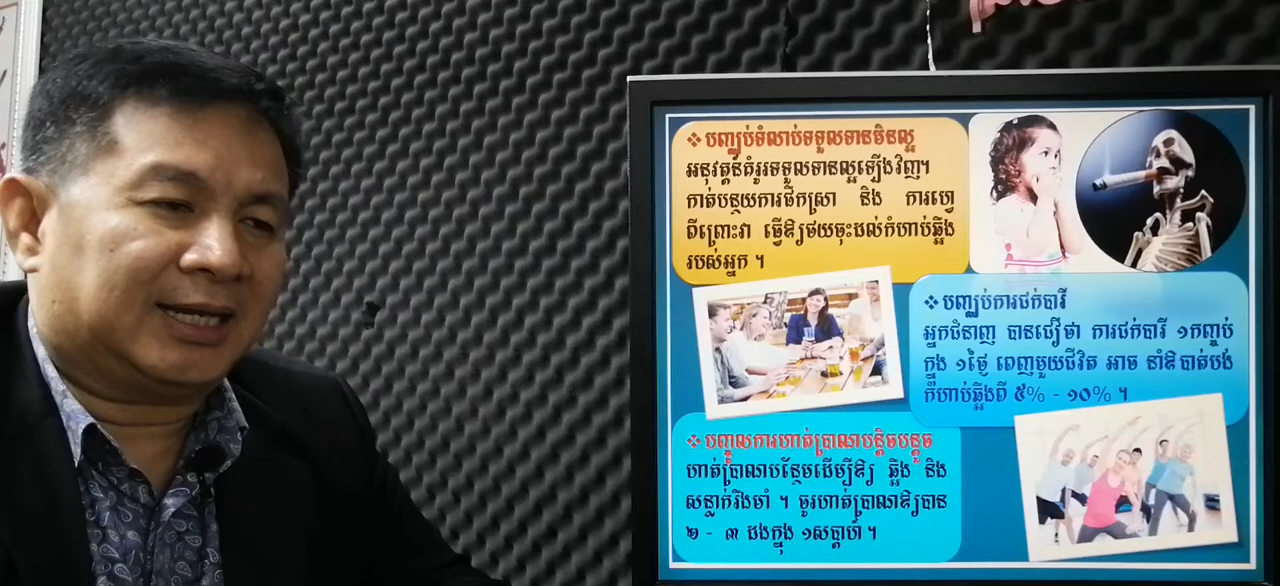 ❖ បញ្ឈប់ទំលាប់ទទួលទានមិនល្អ
អនុវត្តន៍គំរូរទទួលទានល្អឡើងវិញ។
កាត់បន្ថយការផឹកស្រា និង ការហ្វេ
ពីព្រោះវា ធ្វើឱ្យថយចុះដល់កំហាប់ឆ្អឹង
របស់អ្នក ។
❖ បញ្ឈប់ការជក់បារី
អ្នកជំនាញ បានជឿថា ការជក់បារី ១កញ្ចប់
ក្នុង ១ថ្ងៃ ពេញមួយជីវិត អាច នាំឱបាត់បង់
កំហាប់ឆ្អឹងពី ៥% - ១០% ។
❖ បញ្ចូលការហាត់ប្រាណបន្តិចបន្តួច
ហាត់ប្រាណបន្ថែមដើម្បីឱ្យ ឆ្អឹង និង
សន្លាក់រឹងមាំ ។ ចូរហាត់ប្រាណឱ្យបាន
២ - ៣ ដងក្នុង ១សប្តាហ៍ ។